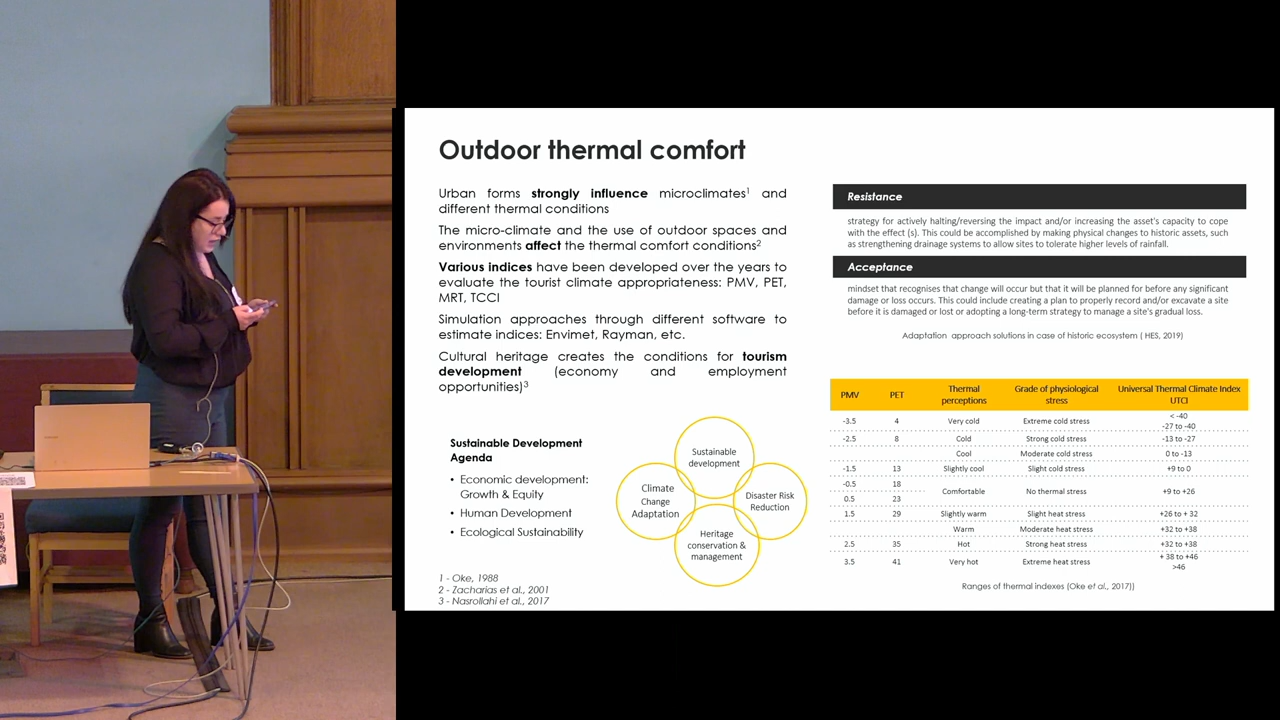 Outdoor thermal comfort
Urban forms strongly influence microclimates1 and
different thermal conditions
The micro-climate and the use of outdoor spaces and
environments affect the thermal comfort conditions2
Various indices have been developed over the years to
evaluate the tourist climate appropriateness: PMV, PET,
MRT, TCCI
Simulation approaches through different software to
estimate indices: Envimet, Rayman, etc.
Cultural heritage creates the conditions for tourism
development (economy and employment
opportunities)3
Sustainable Development
Agenda
• Economic development:
Growth & Equity
• Human Development
• Ecological Sustainability
Sustainable
development
Climate
Change
Adaptation
Disaster Risk
Reduction
Heritage
conservation &
management
1 - Oke, 1988
2 - Zacharias et al., 2001
3 - Nasrollahi et al., 2017
Resistance
strategy for actively halting/reversing the impact and/or increasing the asset's capacity to cope
with the effect (s). This could be accomplished by making physical changes to historic assets, such
as strengthening drainage systems to allow sites to tolerate higher levels of rainfall.
Acceptance
mindset that recognises that change will occur but that it will be planned for before any significant
damage or loss occurs. This could include creating a plan to properly record and/or excavate a site
before it is damaged or lost or adopting a long-term strategy to manage a site's gradual loss.
Adaptation approach solutions in case of historic ecosystem ( HES, 2019)
PMV PET Thermal perceptions Grade of physiological stress Universal Thermal Climate Index UTCI
-3.5 4 Very cold Extreme cold stress < -40
-27 to -40
-2.5 8 Cold Strong cold stress -13 to -27
Cool Moderate cold stress 0 to -13
-1.5 13 Slightly cool Slight cold stress +9 to 0
-0.5 18
Comfortable No thermal stress +9 to +26
0.5 23
1.5 29 Slightly warm Slight heat stress +26 to + 32
Warm Moderate heat stress +32 to +38
2.5 35 Hot Strong heat stress +32 to +38
3.5 41 Very hot Extreme heat stress + 38 to +46
>46
Ranges of thermal indexes (Oke et al., 2017))